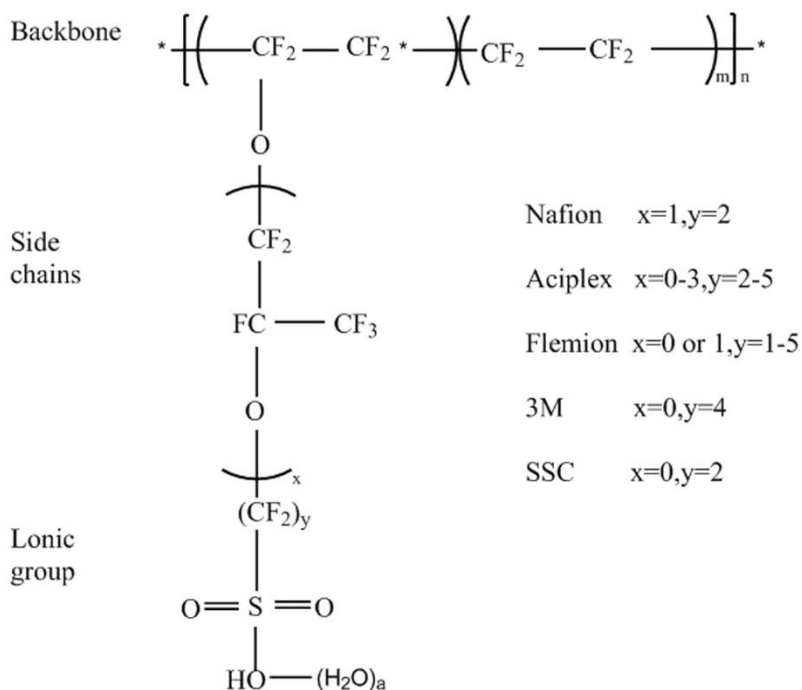 Backbone
* [( CF₂ — CF₂ * )( CF₂ — CF₂ )m]n *
O
Side
chains
CF₂
FC — CF₃
O
x
(CF₂)y
Lonic
group
O=S=O
HO—(H₂O)a
Nafion x=1,y=2
Aciplex x=0-3,y=2-5
Flemion x=0 or 1,y=1-5
3M x=0,y=4
SSC x=0,y=2